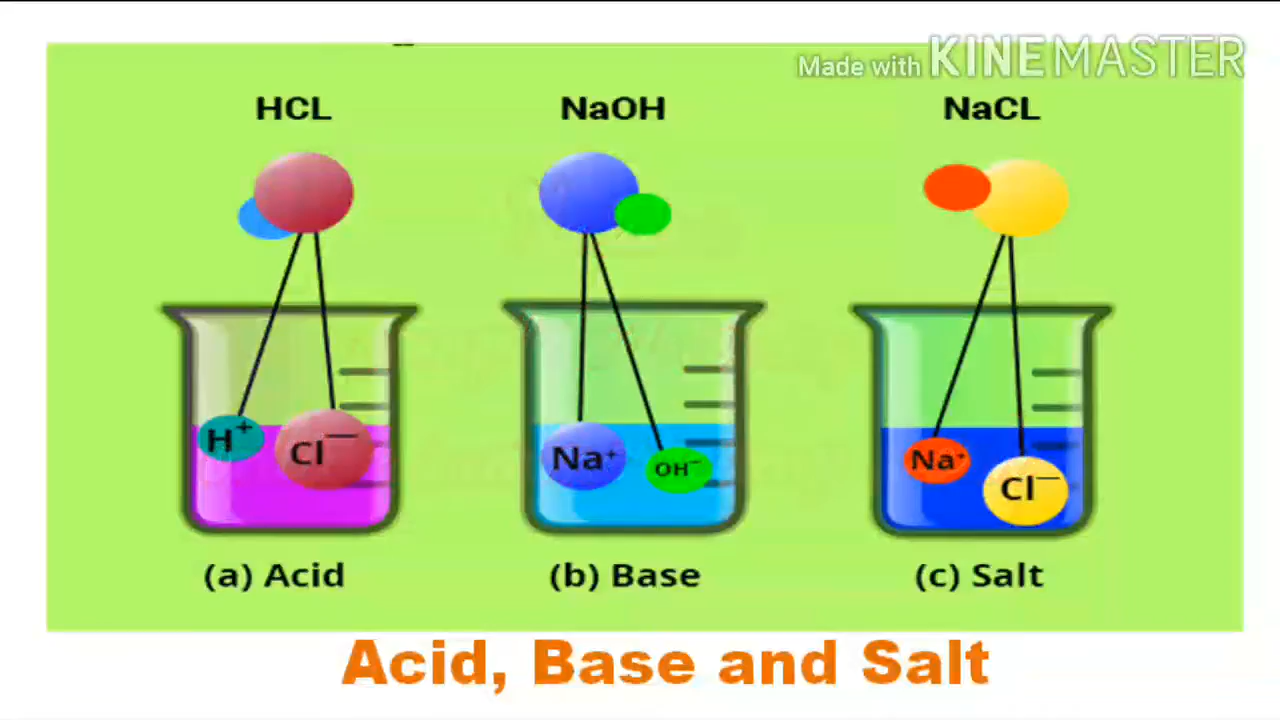 Made with KINEMASTER
HCL NaOH NaCL
H⁺ Cl⁻ Na⁺ OH⁻ Na⁺ Cl⁻
(a) Acid (b) Base (c) Salt
Acid, Base and Salt